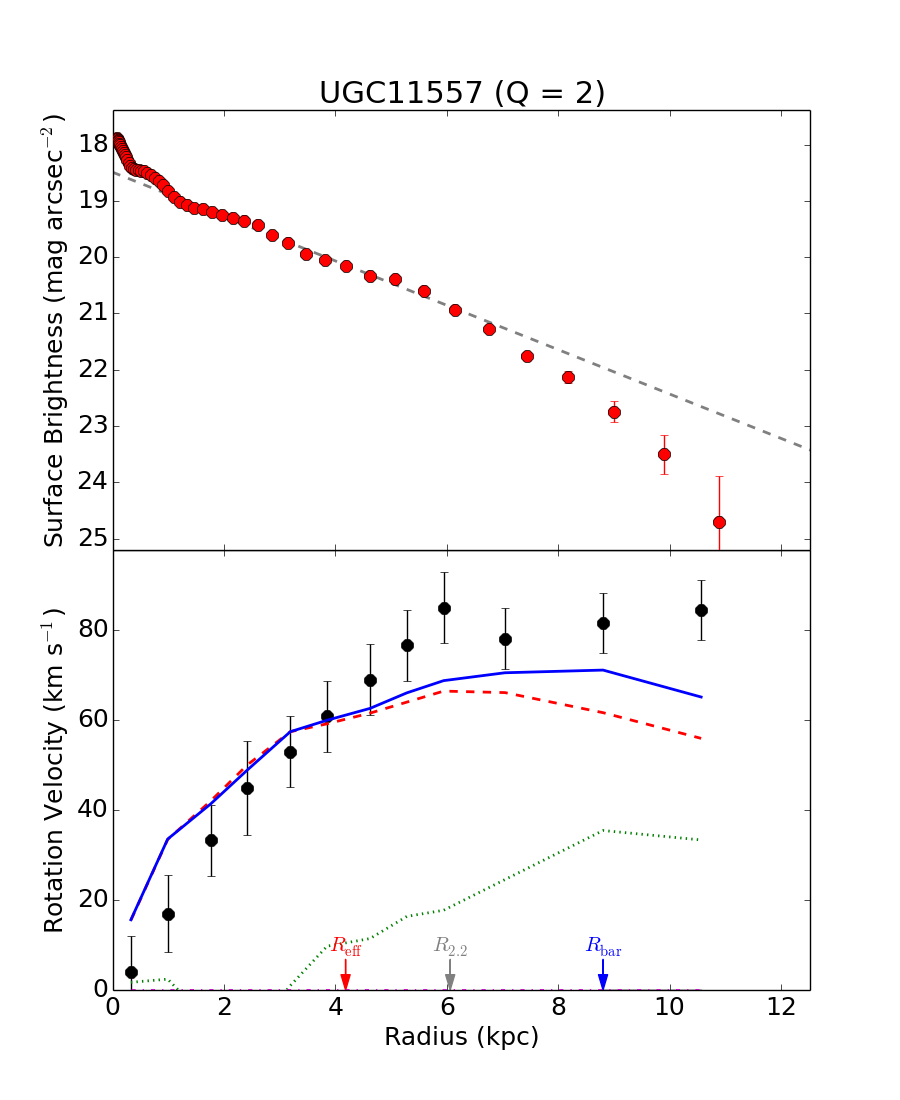 UGC11557 (Q = 2)
Surface Brightness (mag arcsec⁻²)
18
19
20
21
22
23
24
25
Rotation Velocity (km s⁻¹)
80
60
40
20
0
R_eff R_2.2 R_bar
0 2 4 6 8 10 12
Radius (kpc)